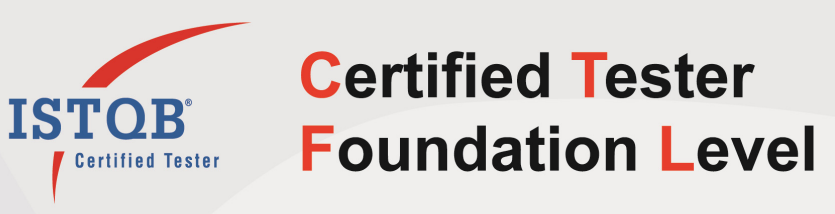 ISTQB®
Certified Tester
Certified Tester
Foundation Level